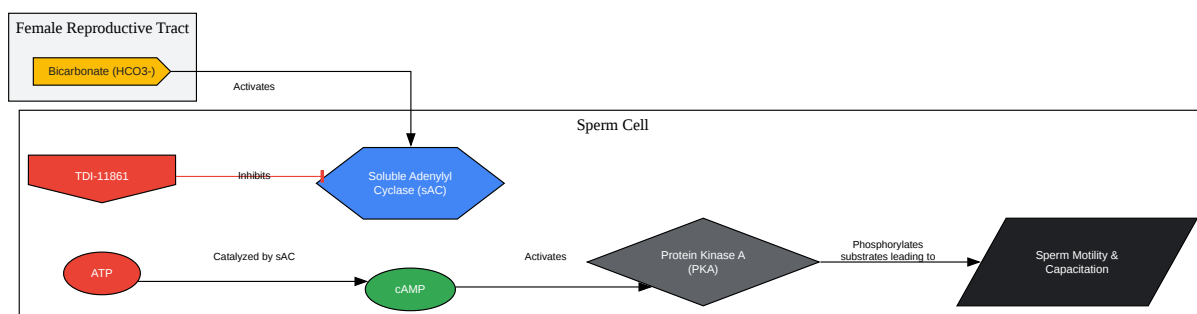 Female Reproductive Tract
Bicarbonate (HCO3-)
Activates
Sperm Cell
TDI-11861
Inhibits
Soluble Adenylyl
Cyclase (sAC)
ATP
Catalyzed by sAC
cAMP
Activates
Protein Kinase A
(PKA)
Phosphorylates
substrates leading to
Sperm Motility &
Capacitation